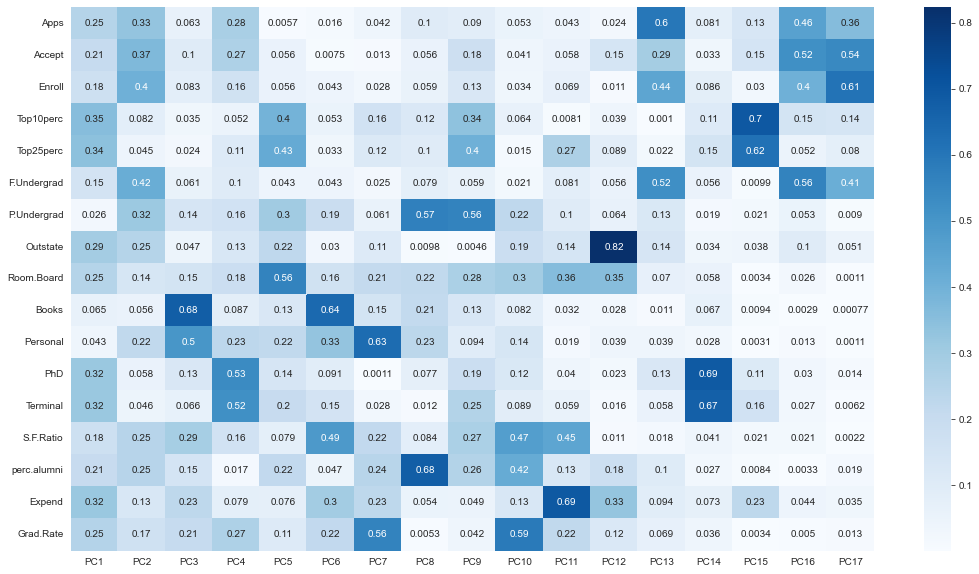 Apps 0.25 0.33 0.063 0.28 0.0057 0.016 0.042 0.1 0.09 0.053 0.043 0.024 0.6 0.081 0.13 0.46 0.36
Accept 0.21 0.37 0.1 0.27 0.056 0.0075 0.013 0.056 0.18 0.041 0.058 0.15 0.29 0.033 0.15 0.52 0.54
Enroll 0.18 0.4 0.083 0.16 0.056 0.043 0.028 0.059 0.13 0.034 0.069 0.011 0.44 0.086 0.03 0.4 0.61
Top10perc 0.35 0.082 0.035 0.052 0.4 0.053 0.16 0.12 0.34 0.064 0.0081 0.039 0.001 0.11 0.7 0.15 0.14
Top25perc 0.34 0.045 0.024 0.11 0.43 0.033 0.12 0.1 0.4 0.015 0.27 0.089 0.022 0.15 0.62 0.052 0.08
F.Undergrad 0.15 0.42 0.061 0.1 0.043 0.043 0.025 0.079 0.059 0.021 0.081 0.056 0.52 0.056 0.0099 0.56 0.41
P.Undergrad 0.026 0.32 0.14 0.16 0.3 0.19 0.061 0.57 0.56 0.22 0.1 0.064 0.13 0.019 0.021 0.053 0.009
Outstate 0.29 0.25 0.047 0.13 0.22 0.03 0.11 0.0098 0.0046 0.19 0.14 0.82 0.14 0.034 0.038 0.1 0.051
Room.Board 0.25 0.14 0.15 0.18 0.56 0.16 0.21 0.22 0.28 0.3 0.36 0.35 0.07 0.058 0.0034 0.026 0.0011
Books 0.065 0.056 0.68 0.087 0.13 0.64 0.15 0.21 0.13 0.082 0.032 0.028 0.011 0.067 0.0094 0.0029 0.00077
Personal 0.043 0.22 0.5 0.23 0.22 0.33 0.63 0.23 0.094 0.14 0.019 0.039 0.039 0.028 0.0031 0.013 0.0011
PhD 0.32 0.058 0.13 0.53 0.14 0.091 0.0011 0.077 0.19 0.12 0.04 0.023 0.13 0.69 0.11 0.03 0.014
Terminal 0.32 0.046 0.066 0.52 0.2 0.15 0.028 0.012 0.25 0.089 0.059 0.016 0.058 0.67 0.16 0.027 0.0062
S.F.Ratio 0.18 0.25 0.29 0.16 0.079 0.49 0.22 0.084 0.27 0.47 0.45 0.011 0.018 0.041 0.021 0.021 0.0022
perc.alumni 0.21 0.25 0.15 0.017 0.22 0.047 0.24 0.68 0.26 0.42 0.13 0.18 0.1 0.027 0.0084 0.0033 0.019
Expend 0.32 0.13 0.23 0.079 0.076 0.3 0.23 0.054 0.049 0.13 0.69 0.33 0.094 0.073 0.23 0.044 0.035
Grad.Rate 0.25 0.17 0.21 0.27 0.11 0.22 0.56 0.0053 0.042 0.59 0.22 0.12 0.069 0.036 0.0034 0.005 0.013
PC1 PC2 PC3 PC4 PC5 PC6 PC7 PC8 PC9 PC10 PC11 PC12 PC13 PC14 PC15 PC16 PC17
0.8
0.7
0.6
0.5
0.4
0.3
0.2
0.1